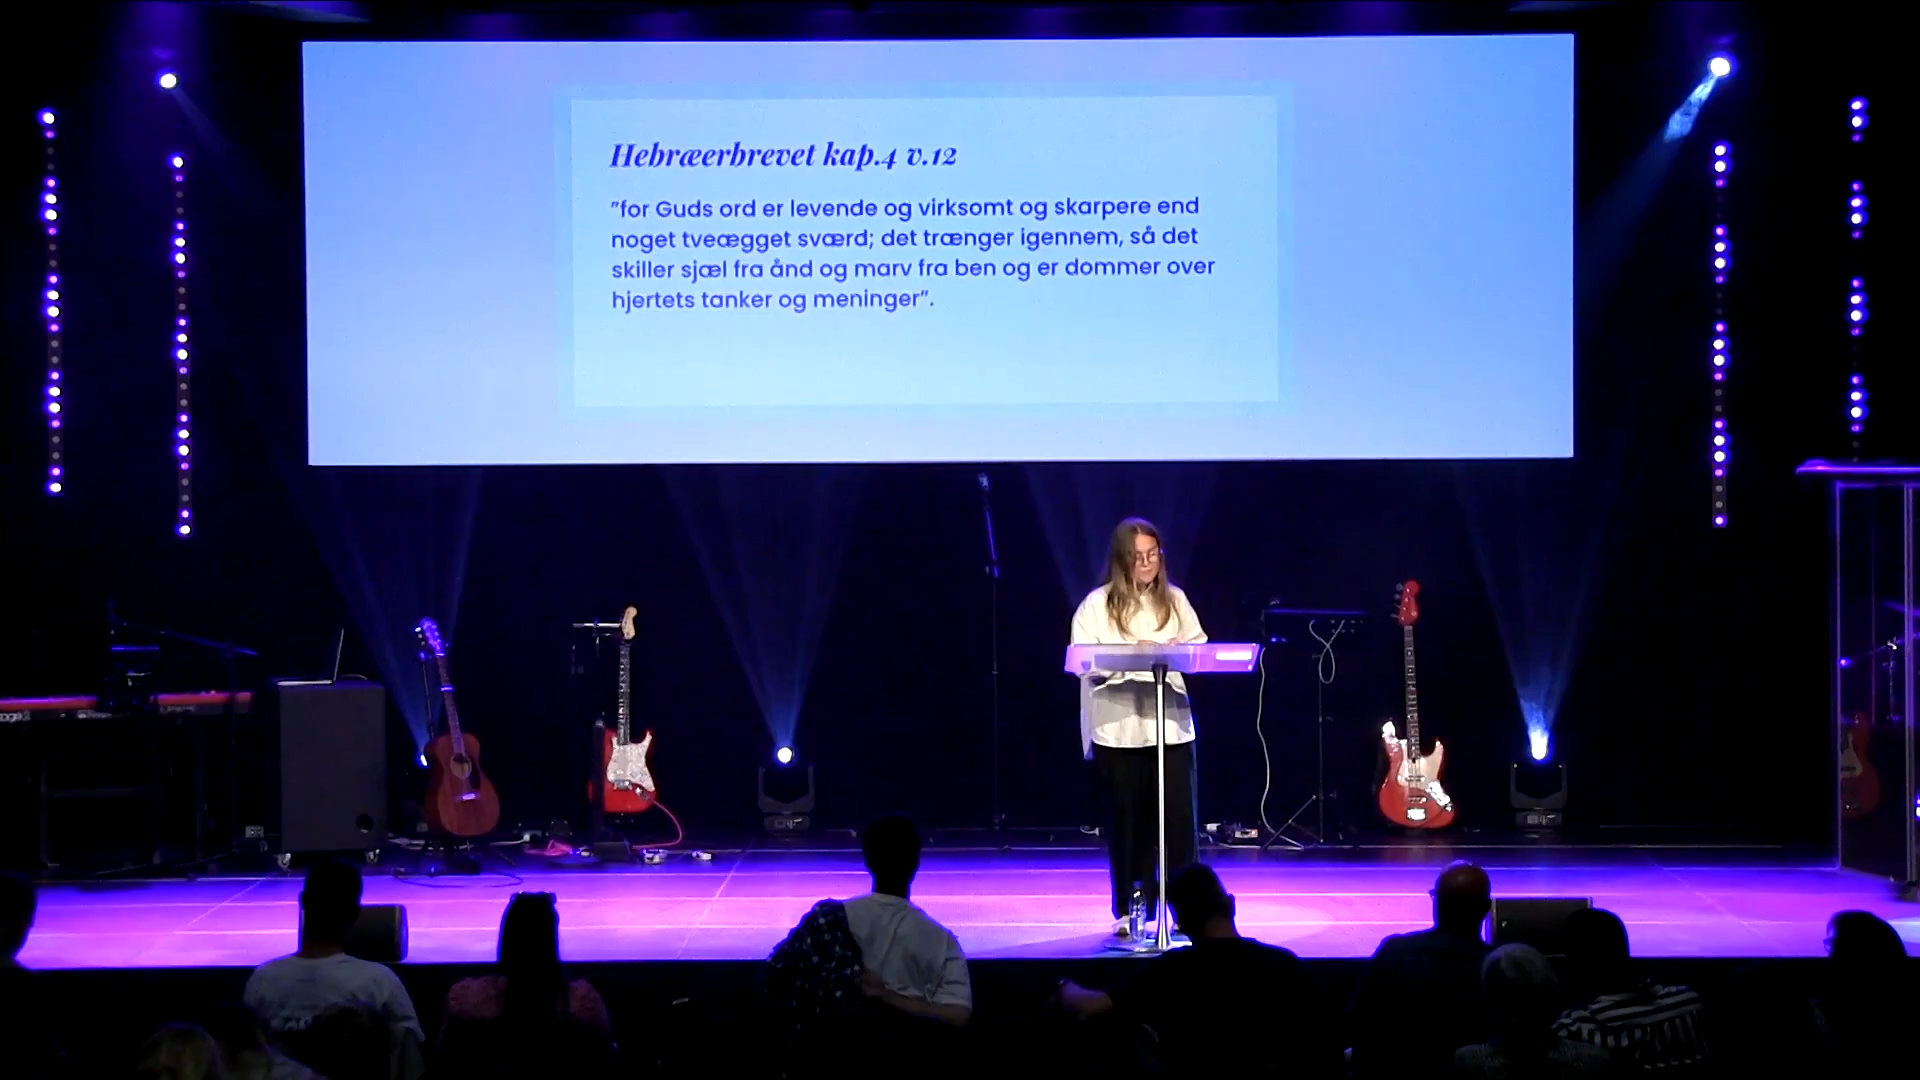 Hebræerbrevet kap.4 v.12
"for Guds ord er levende og virksomt og skarpere end
noget tveægget sværd; det trænger igennem, så det
skiller sjæl fra ånd og marv fra ben og er dommer over
hjertets tanker og meninger".